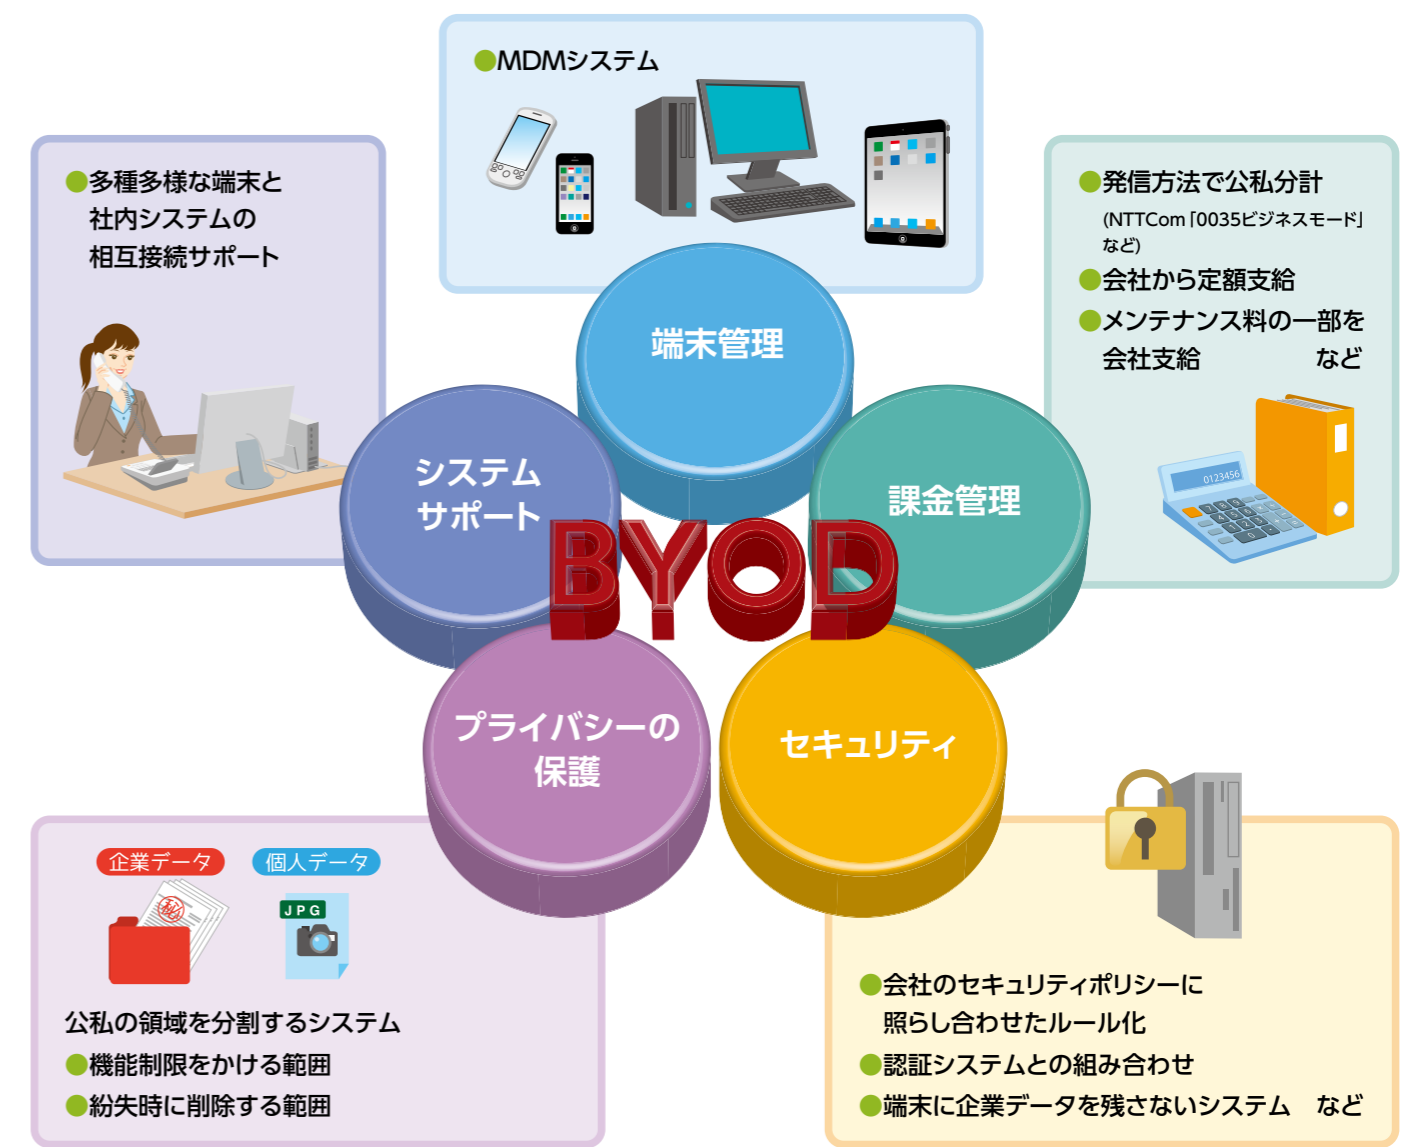 ●MDMシステム
●多種多様な端末と
社内システムの
相互接続サポート
●発信方法で公私分計
(NTTCom「0035ビジネスモード」
など)
●会社から定額支給
●メンテナンス料の一部を
会社支給 など
0123456
端末管理
システム
サポート
課金管理
BYOD
プライバシーの
保護
セキュリティ
企業データ
個人データ
秘
JPG
公私の領域を分割するシステム
●機能制限をかける範囲
●紛失時に削除する範囲
●会社のセキュリティポリシーに
照らし合わせたルール化
●認証システムとの組み合わせ
●端末に企業データを残さないシステム など